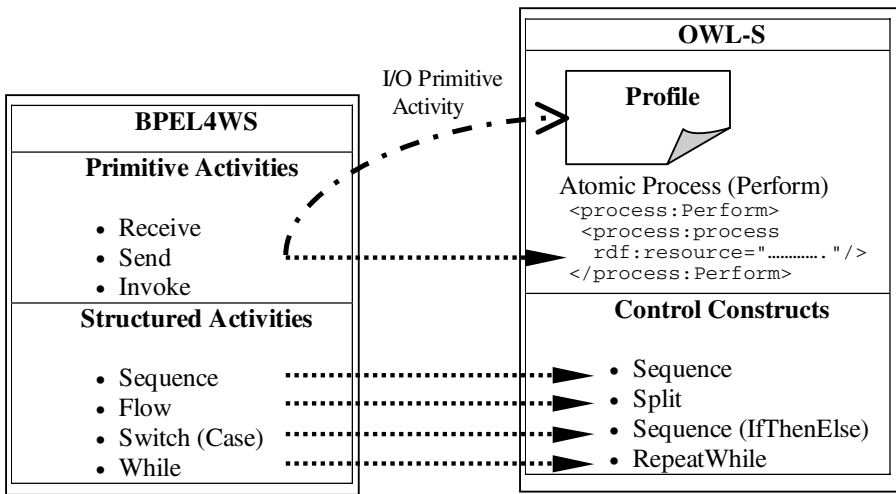 OWL-S
I/O Primitive
Activity
Profile
BPEL4WS
Primitive Activities
• Receive
• Send
• Invoke
Atomic Process (Perform)
<process:Perform>
<process:process
rdf:resource="…………."/>
</process:Perform>
Structured Activities
• Sequence
• Flow
• Switch (Case)
• While
Control Constructs
• Sequence
• Split
• Sequence (IfThenElse)
• RepeatWhile